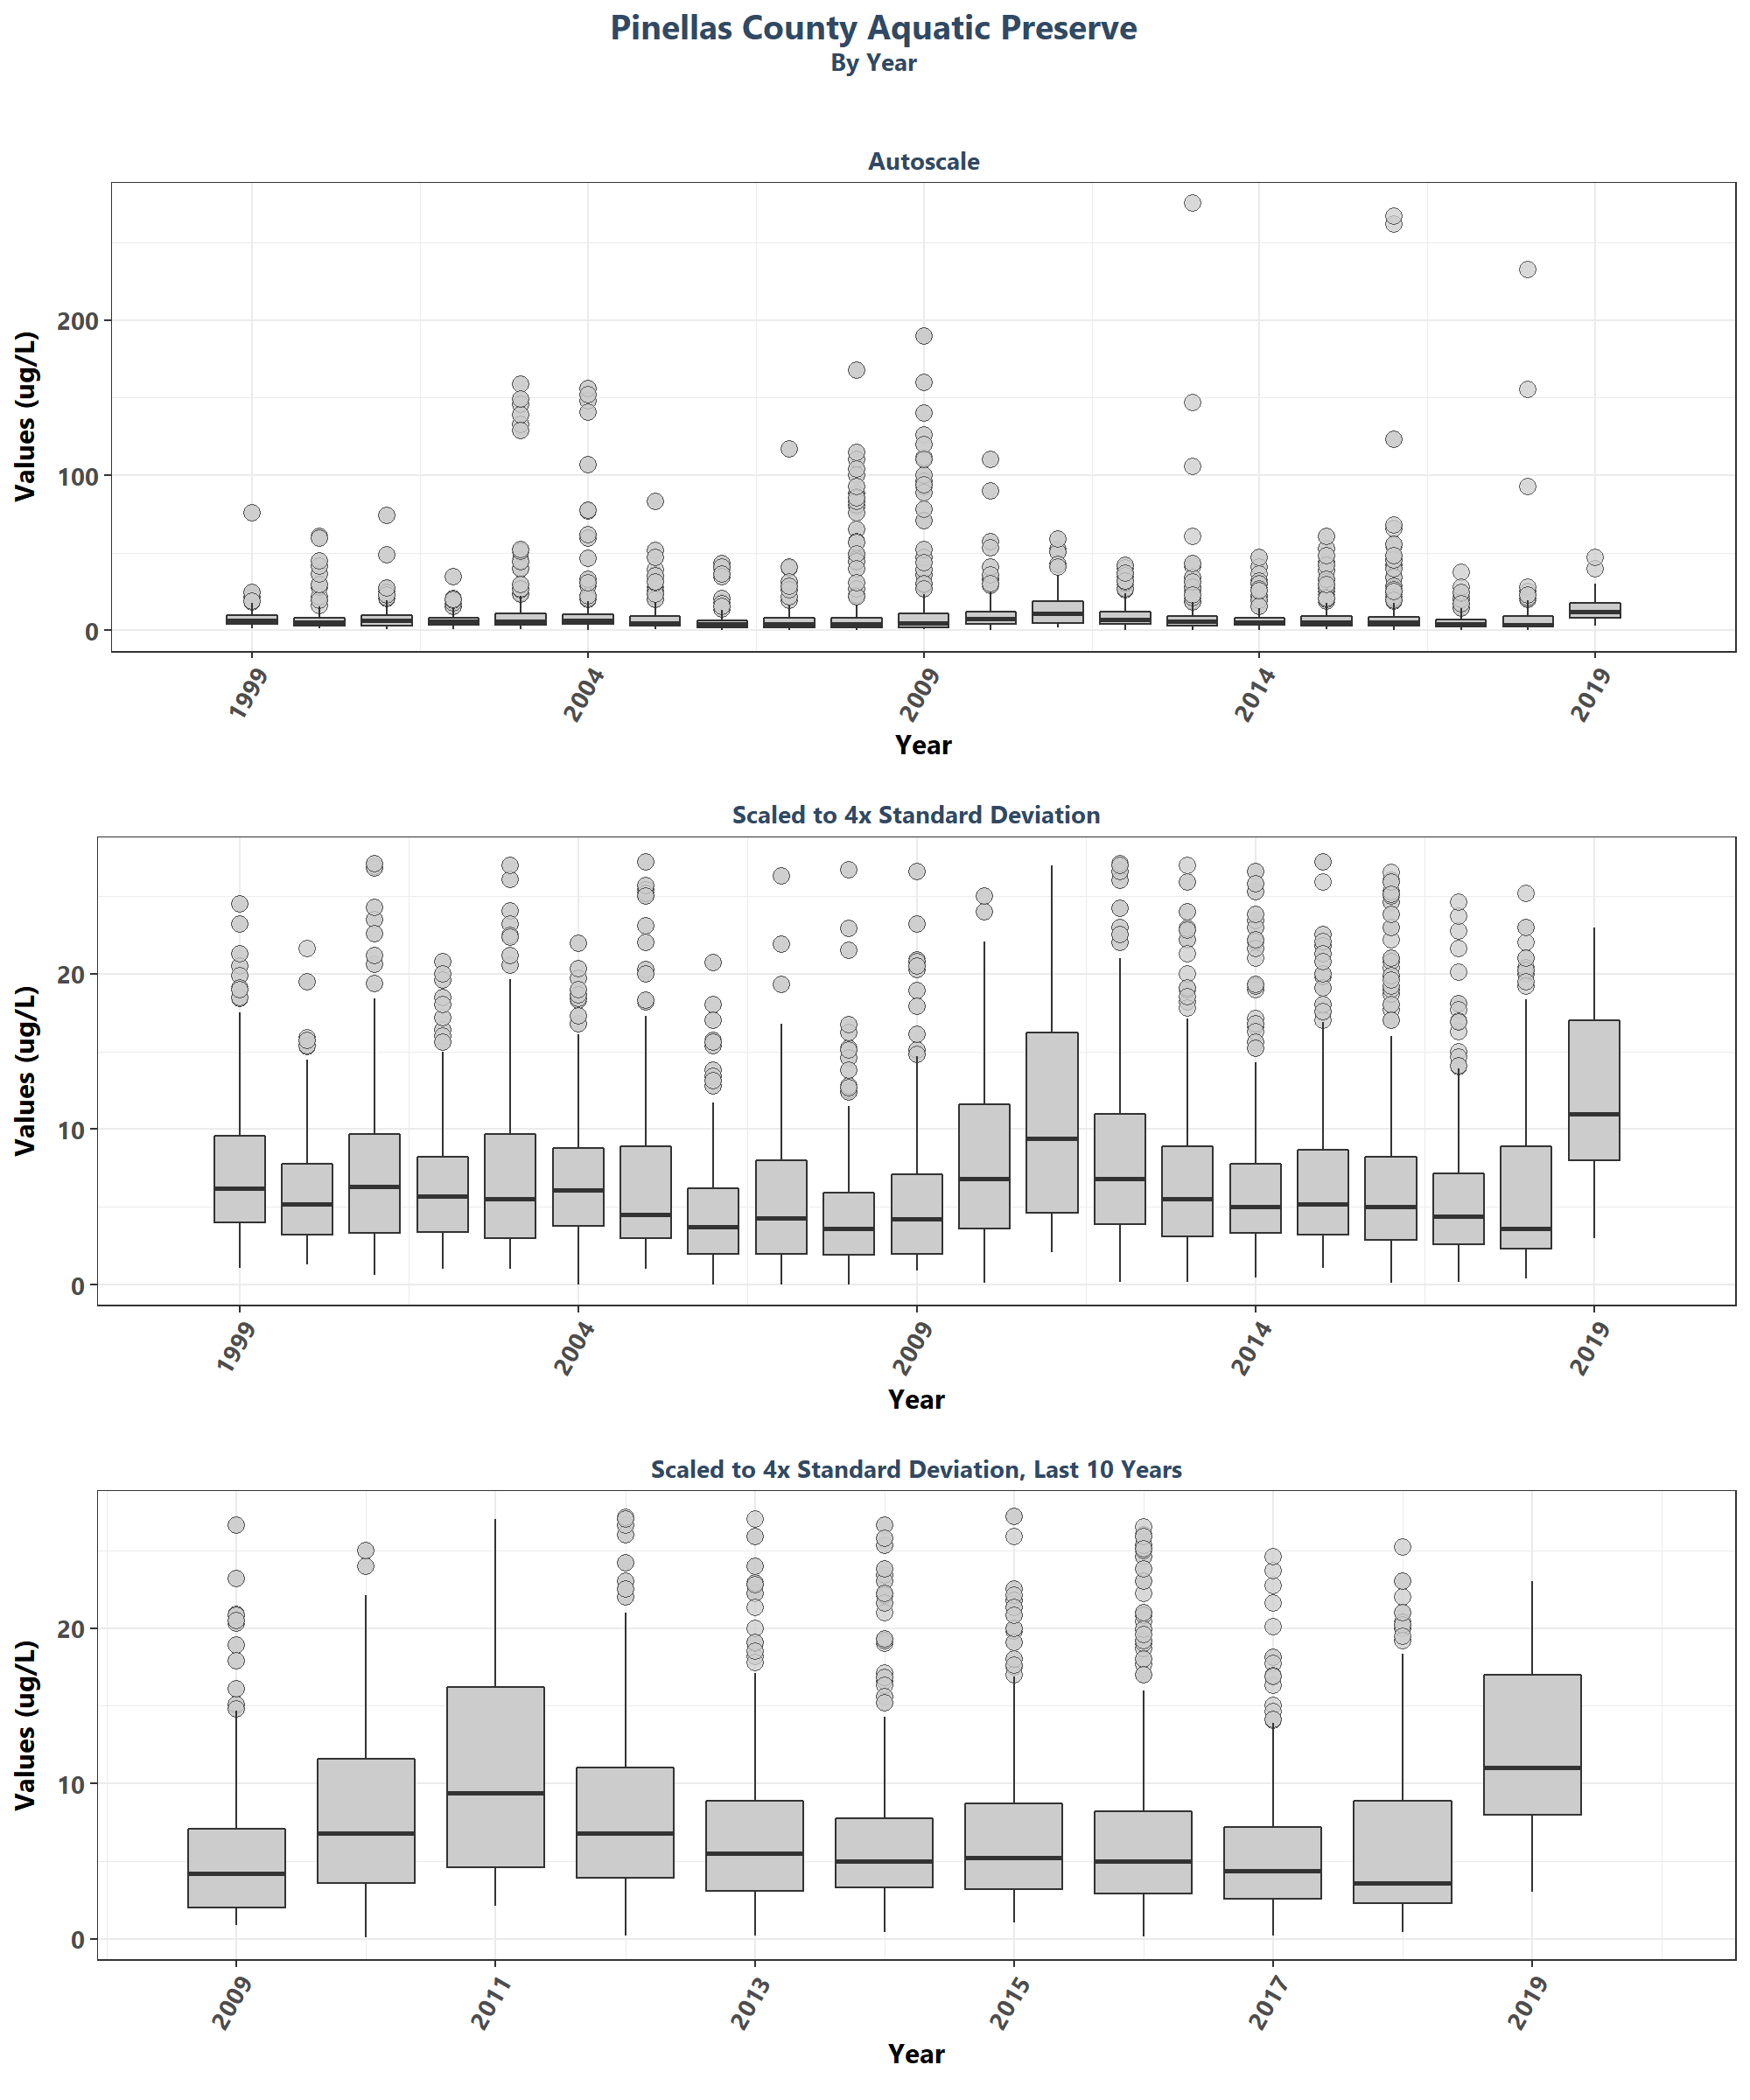 Pinellas County Aquatic Preserve
By Year
Autoscale
Values (ug/L)
200
100
0
1999
2004
2009
2014
2019
Year
Scaled to 4x Standard Deviation
Values (ug/L)
20
10
0
1999
2004
2009
2014
2019
Year
Scaled to 4x Standard Deviation, Last 10 Years
Values (ug/L)
20
10
0
2009
2011
2013
2015
2017
2019
Year